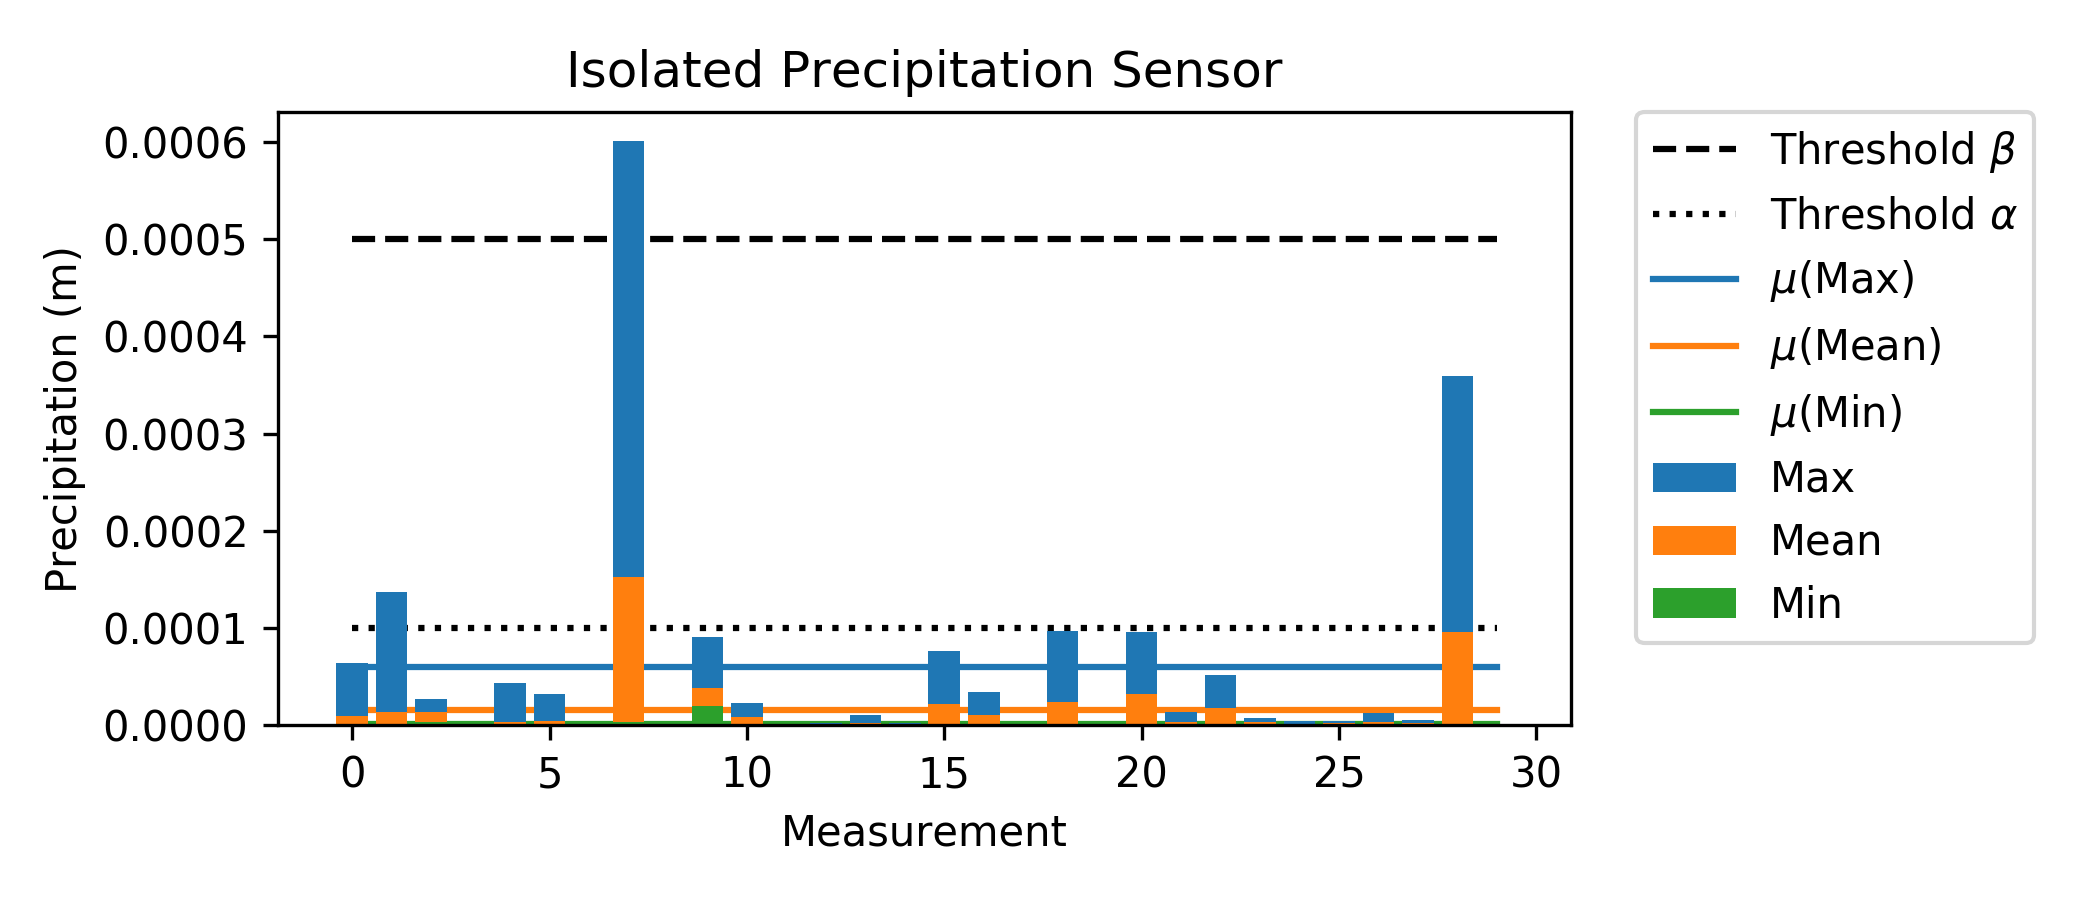 Isolated Precipitation Sensor
Precipitation (m)
0.0006
0.0005
0.0004
0.0003
0.0002
0.0001
0.0000
0 5 10 15 20 25 30
Measurement
Threshold β
Threshold α
μ(Max)
μ(Mean)
μ(Min)
Max
Mean
Min